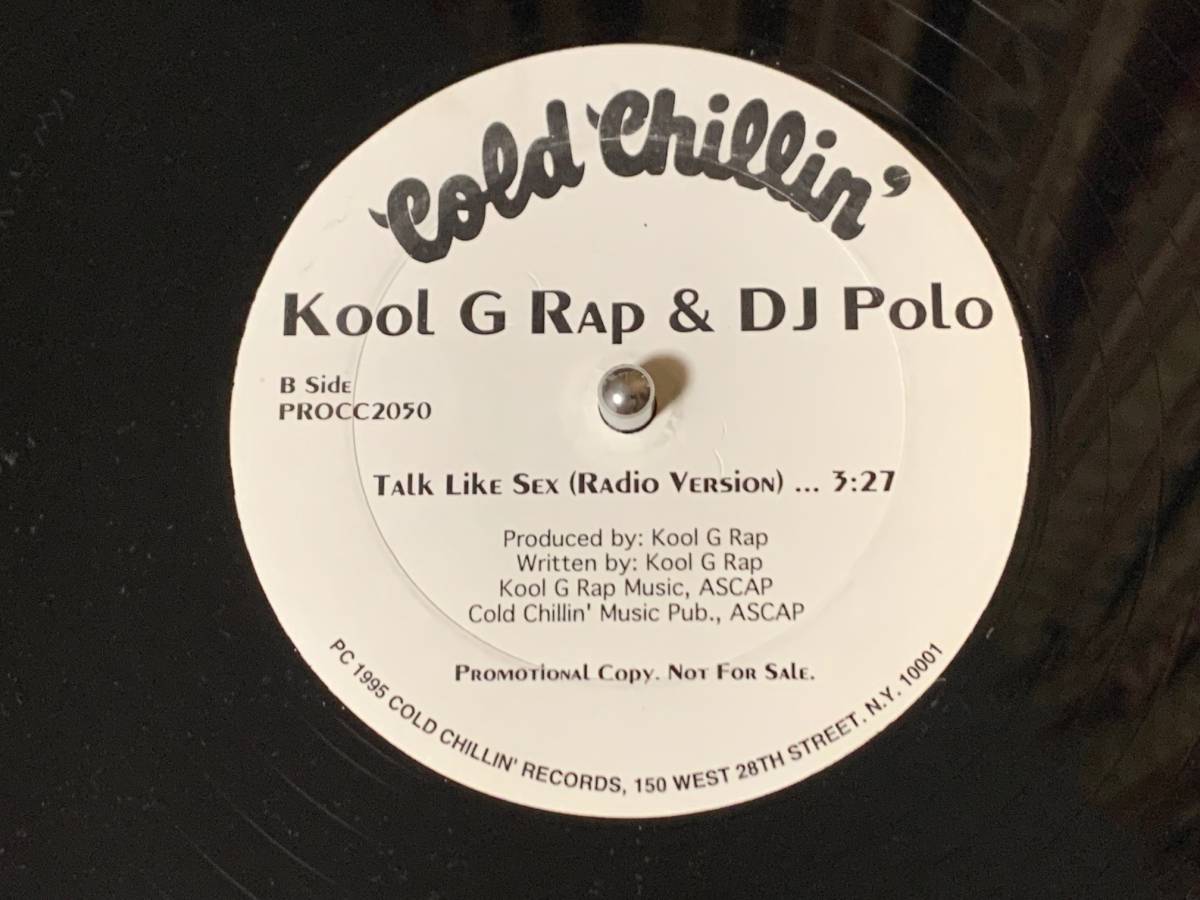 Cold Chillin'
Kool G Rap & DJ Polo
B Side
PROCC2050
Talk Like Sex (Radio Version) ... 3:27
Produced by: Kool G Rap
Written by: Kool G Rap
Kool G Rap Music, ASCAP
Cold Chillin' Music Pub., ASCAP
Promotional Copy. Not For Sale.
PC 1995 COLD CHILLIN' RECORDS, 150 WEST 28TH STREET. N.Y. 10001